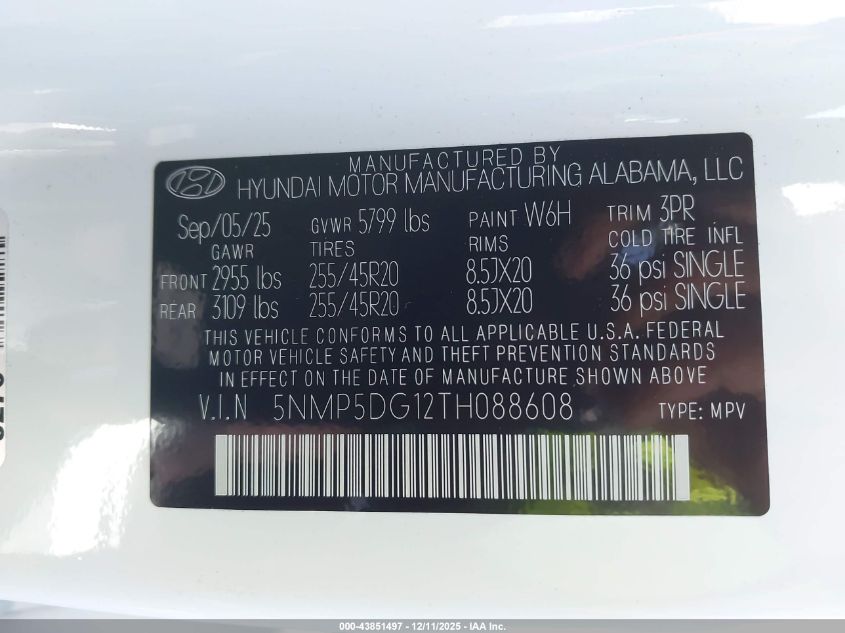 MANUFACTURED BY
HYUNDAI MOTOR MANUFACTURING ALABAMA, LLC
Sep/05/25 GVWR 5799 lbs PAINT W6H TRIM 3PR
GAWR TIRES RIMS COLD TIRE INFL
FRONT 2955 lbs 255/45R20 8.5JX20 36 psi SINGLE
REAR 3109 lbs 255/45R20 8.5JX20 36 psi SINGLE
THIS VEHICLE CONFORMS TO ALL APPLICABLE U.S.A. FEDERAL
MOTOR VEHICLE SAFETY AND THEFT PREVENTION STANDARDS
IN EFFECT ON THE DATE OF MANUFACTURE SHOWN ABOVE
V.I.N 5NMP5DG12TH088608 TYPE: MPV
000-43851497 - 12/11/2025 - IAA Inc.